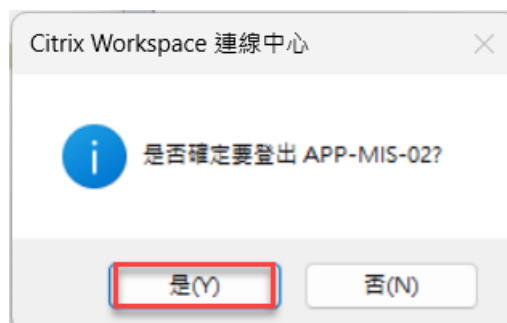 Citrix Workspace 連線中心
是否確定要登出 APP-MIS-02?
是(Y)
否(N)